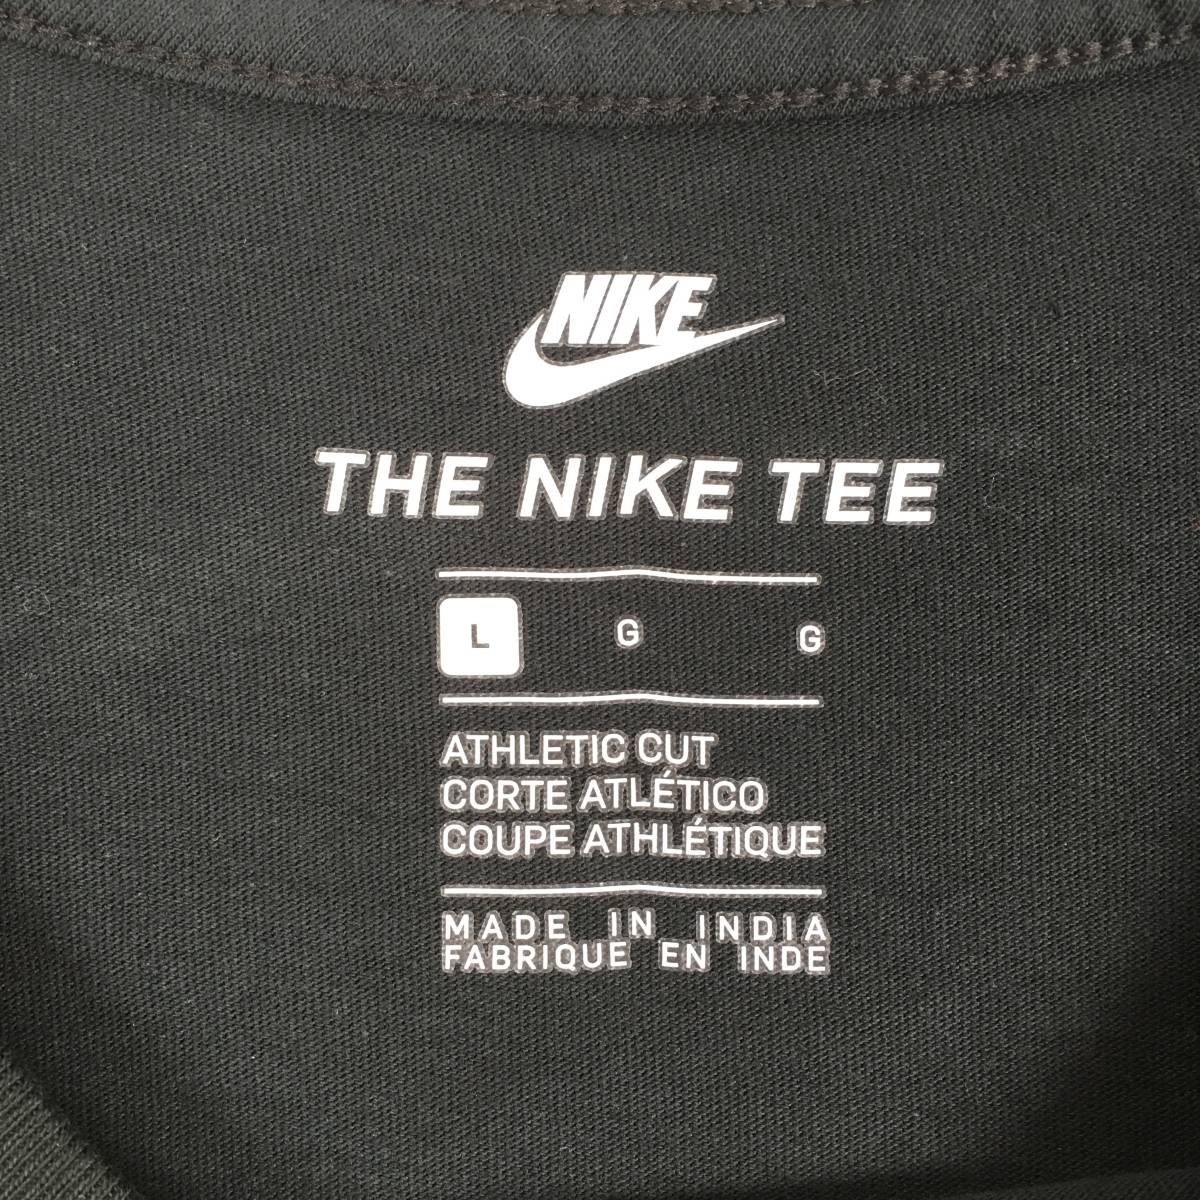 NIKE
THE NIKE TEE
L G G
ATHLETIC CUT
CORTE ATLÉTICO
COUPE ATHLÉTIQUE
MADE IN INDIA
FABRIQUE EN INDE